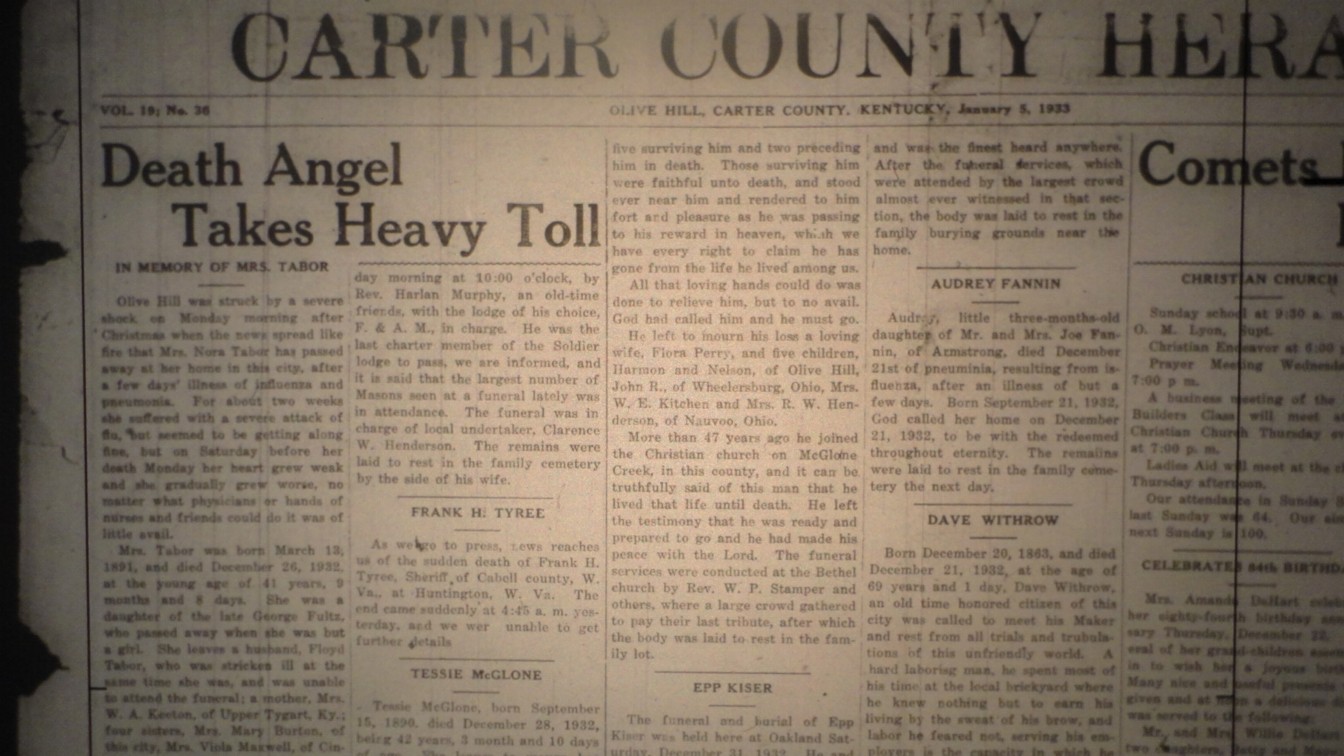 CARTER COUNTY HERA
VOL. 19; No. 36
OLIVE HILL, CARTER COUNTY, KENTUCKY, January 5, 1933
Death Angel
Takes Heavy Toll
IN MEMORY OF MRS. TABOR
Olive Hill was struck by a severe
shock on Monday morning after
Christmas when the news spread like
fire that Mrs. Nora Tabor has passed
away at her home in this city, after
a few days' illness of influenza and
pneumonia. For about two weeks
she suffered with a severe attack of
flu, but seemed to be getting along
fine, but on Saturday before her
death Monday her heart grew weak
and she gradually grew worse, no
matter what physicians or hands of
nurses and friends could do it was of
little avail.
Mrs. Tabor was born March 13,
1891, and died December 26, 1932,
at the young age of 41 years, 9
months and 8 days. She was a
daughter of the late George Fultz,
who passed away when she was but
a girl. She leaves a husband, Floyd
Tabor, who was stricken ill at the
same time she was, and was unable
to attend the funeral; a mother, Mrs.
W. A. Keeton, of Upper Tygart, Ky.;
four sisters, Mrs. Mary Burton, of
this city, Mrs. Viola Maxwell, of Cin-
day morning at 10:00 o'clock, by
Rev. Harlan Murphy, an old-time
friends, with the lodge of his choice,
F. & A. M., in charge. He was the
last charter member of the Soldier
lodge to pass, we are informed, and
it is said that the largest number of
Masons seen at a funeral lately was
in attendance. The funeral was in
charge of local undertaker, Clarence
W. Henderson. The remains were
laid to rest in the family cemetery
by the side of his wife.
FRANK H. TYREE
As we go to press, news reaches
us of the sudden death of Frank H.
Tyree, Sheriff of Cabell county, W.
Va., at Huntington, W. Va. The
end came suddenly at 4:45 a. m. yes-
terday, and we wer unable to get
further details
TESSIE McGLONE
Tessie McGlone, born September
15, 1890, died December 28, 1932,
being 42 years, 3 month and 10 days
five surviving him and two preceding
him in death. Those surviving him
were faithful unto death, and stood
ever near him and rendered to him
fort and pleasure as he was passing
to his reward in heaven, which we
have every right to claim he has
gone from the life he lived among us.
All that loving hands could do was
done to relieve him, but to no avail.
God had called him and he must go.
He left to mourn his loss a loving
wife, Flora Perry, and five children,
Harmon and Nelson, of Olive Hill,
John R., of Wheelersburg, Ohio, Mrs.
W. E. Kitchen and Mrs. R. W. Hen-
derson, of Nauvoo, Ohio.
More than 47 years ago he joined
the Christian church on McGlone
Creek, in this county, and it can be
truthfully said of this man that he
lived that life until death. He left
the testimony that he was ready and
prepared to go and he had made his
peace with the Lord. The funeral
services were conducted at the Bethel
church by Rev. W. P. Stamper and
others, where a large crowd gathered
to pay their last tribute, after which
the body was laid to rest in the fam-
ily lot.
EPP KISER
The funeral and burial of Epp
Kiser was held here at Oakland Sat-
urday, December 31, 1932. He and
and was the finest heard anywhere.
After the funeral services, which
were attended by the largest crowd
almost ever witnessed in that sec-
tion, the body was laid to rest in the
family burying grounds near the
home.
AUDREY FANNIN
Audrey, little three-months-old
daughter of Mr. and Mrs. Joe Fan-
nin, of Armstrong, died December
21st of pneuminia, resulting from is-
fluenza, after an illness of but a
few days. Born September 21, 1932,
God called her home on December
21, 1932, to be with the redeemed
throughout eternity. The remains
were laid to rest in the family ceme-
tery the next day.
DAVE WITHROW
Born December 20, 1863, and died
December 21, 1932, at the age of
69 years and 1 day, Dave Withrow,
an old time honored citizen of this
city was called to meet his Maker
and rest from all trials and trubula-
tions of this unfriendly world. A
hard laboring man, he spent most of
his time at the local brickyard where
he knew nothing but to earn his
living by the sweat of his brow, and
labor he feared not, serving his em-
ployers is the capacity in which he
Comets
CHRISTIAN CHURCH
Sunday school at 9:30 a. m.
O. M. Lyon, Supt.
Christian Endeavor at 6:00
Prayer Meeting Wednesd
7:00 p m.
A business meeting of the
Builders Class will meet
Christian Church Thursday
at 7:00 p. m.
Ladies Aid will meet at the
Thursday afternoon.
Our attendance in Sunday
last Sunday was 64. Our
next Sunday is 100.
CELEBRATES 84th BIRTHDA
Mrs. Amanda DeHart
her eighty-fourth birthday
sary Thursday, December 22,
eral of her grand-children
in to wish her a joyous
Many nice and useful presents
given and at noon a delicious
was served to the following:
Mr. and Mrs. Willie DeHart
two